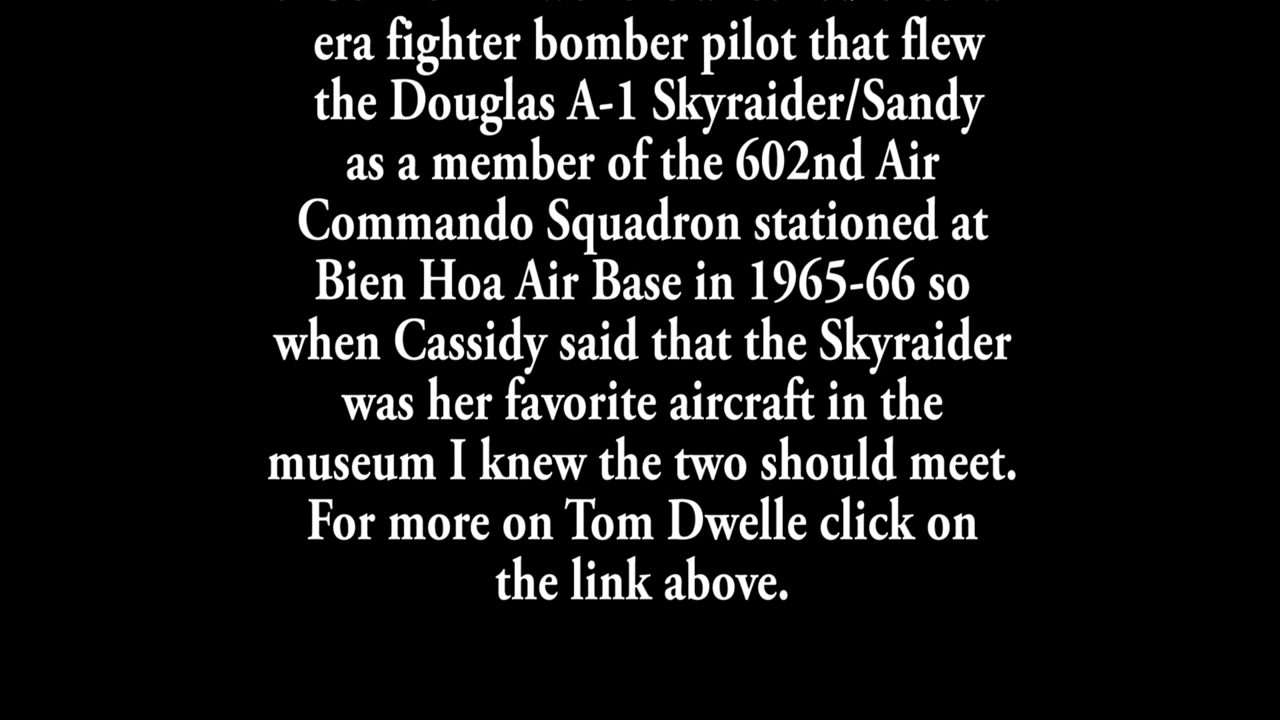 era fighter bomber pilot that flew
the Douglas A-1 Skyraider/Sandy
as a member of the 602nd Air
Commando Squadron stationed at
Bien Hoa Air Base in 1965-66 so
when Cassidy said that the Skyraider
was her favorite aircraft in the
museum I knew the two should meet.
For more on Tom Dwelle click on
the link above.